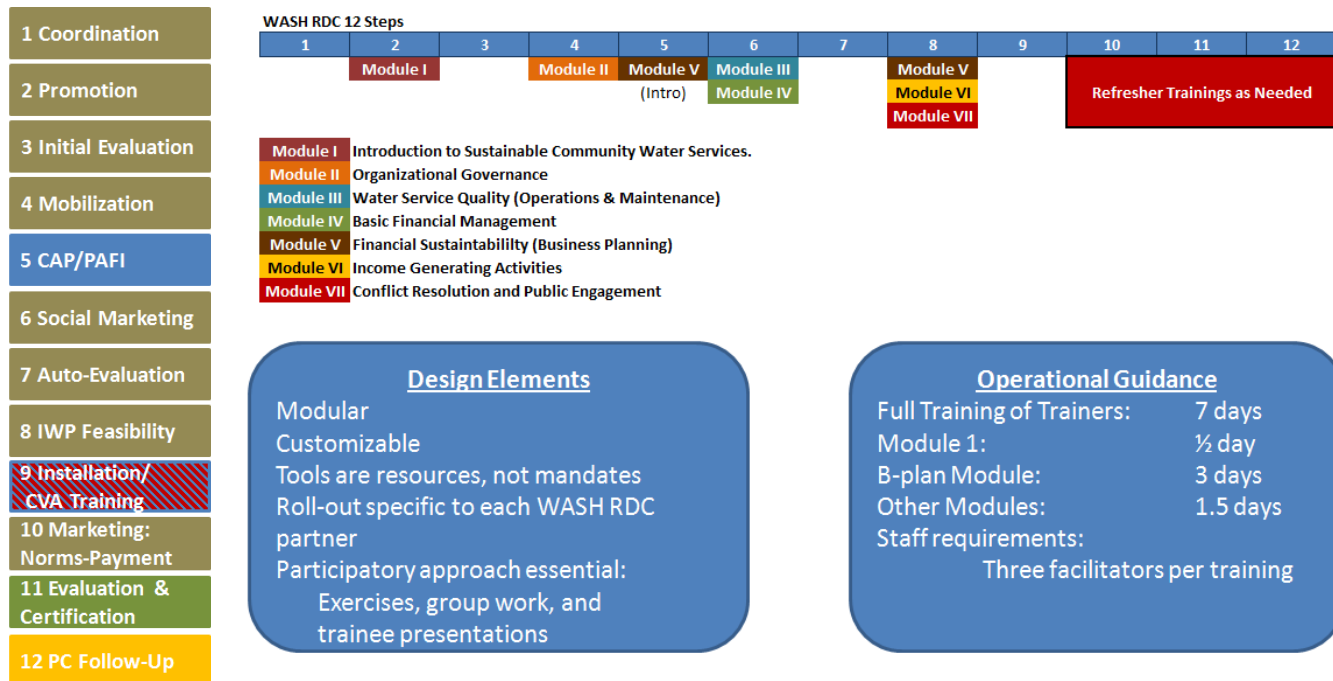 1 Coordination
2 Promotion
3 Initial Evaluation
4 Mobilization
5 CAP/PAFI
6 Social Marketing
7 Auto-Evaluation
8 IWP Feasibility
9 Installation/
CVA Training
10 Marketing:
Norms-Payment
11 Evaluation &
Certification
12 PC Follow-Up
WASH RDC 12 Steps
1 2 3 4 5 6 7 8 9 10 11 12
Module I Module II Module V Module III Module V
(Intro) Module IV Module VI Refresher Trainings as Needed
Module VII
Module I Introduction to Sustainable Community Water Services.
Module II Organizational Governance
Module III Water Service Quality (Operations & Maintenance)
Module IV Basic Financial Management
Module V Financial Sustaintabililty (Business Planning)
Module VI Income Generating Activities
Module VII Conflict Resolution and Public Engagement
Design Elements
Modular
Customizable
Tools are resources, not mandates
Roll-out specific to each WASH RDC
partner
Participatory approach essential:
Exercises, group work, and
trainee presentations
Operational Guidance
Full Training of Trainers: 7 days
Module 1: ½ day
B-plan Module: 3 days
Other Modules: 1.5 days
Staff requirements:
Three facilitators per training